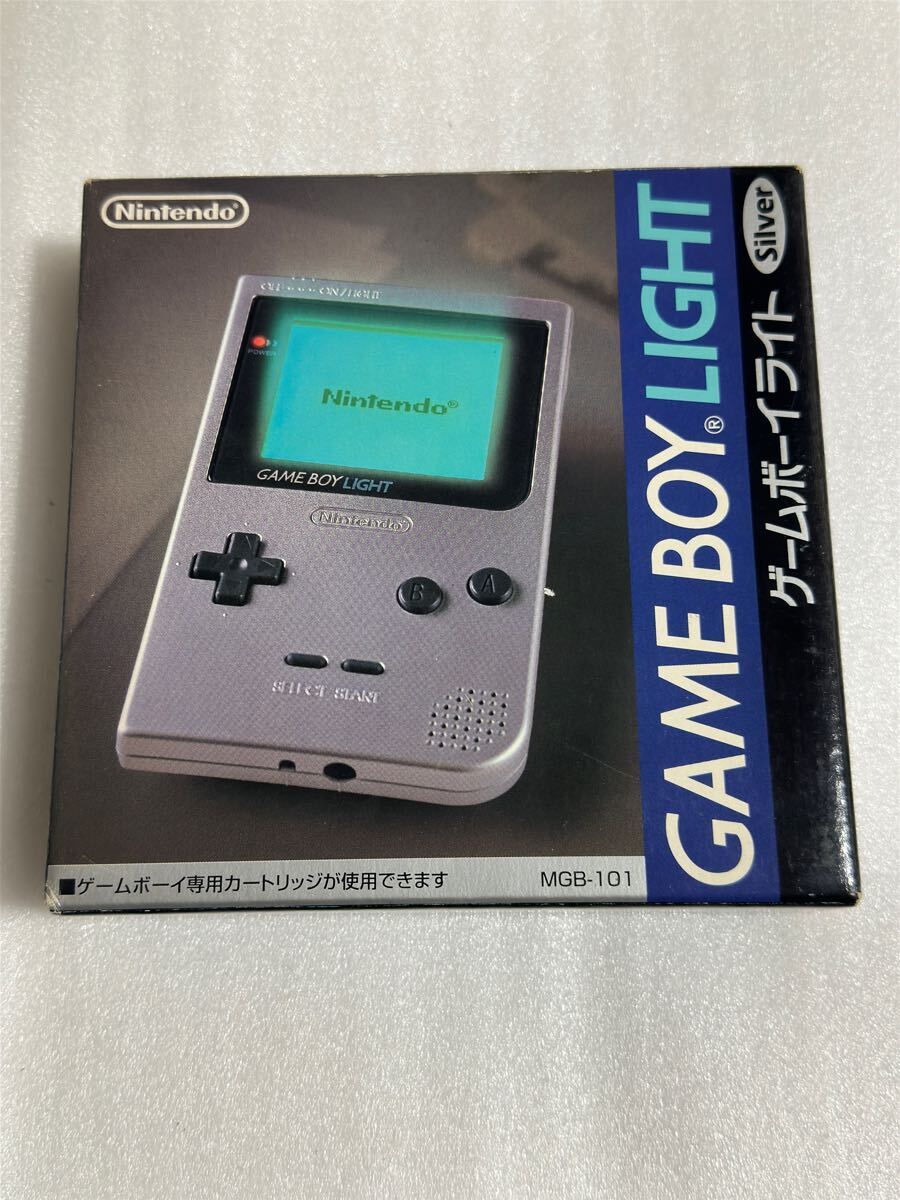 Nintendo®
OFF ・・・ ON/LIGHT
POWER
Nintendo®
GAME BOY LIGHT
Nintendo
B A
SELECT START
■ゲームボーイ専用カートリッジが使用できます
MGB-101
GAME BOY® LIGHT
ゲームボーイライト
Silver